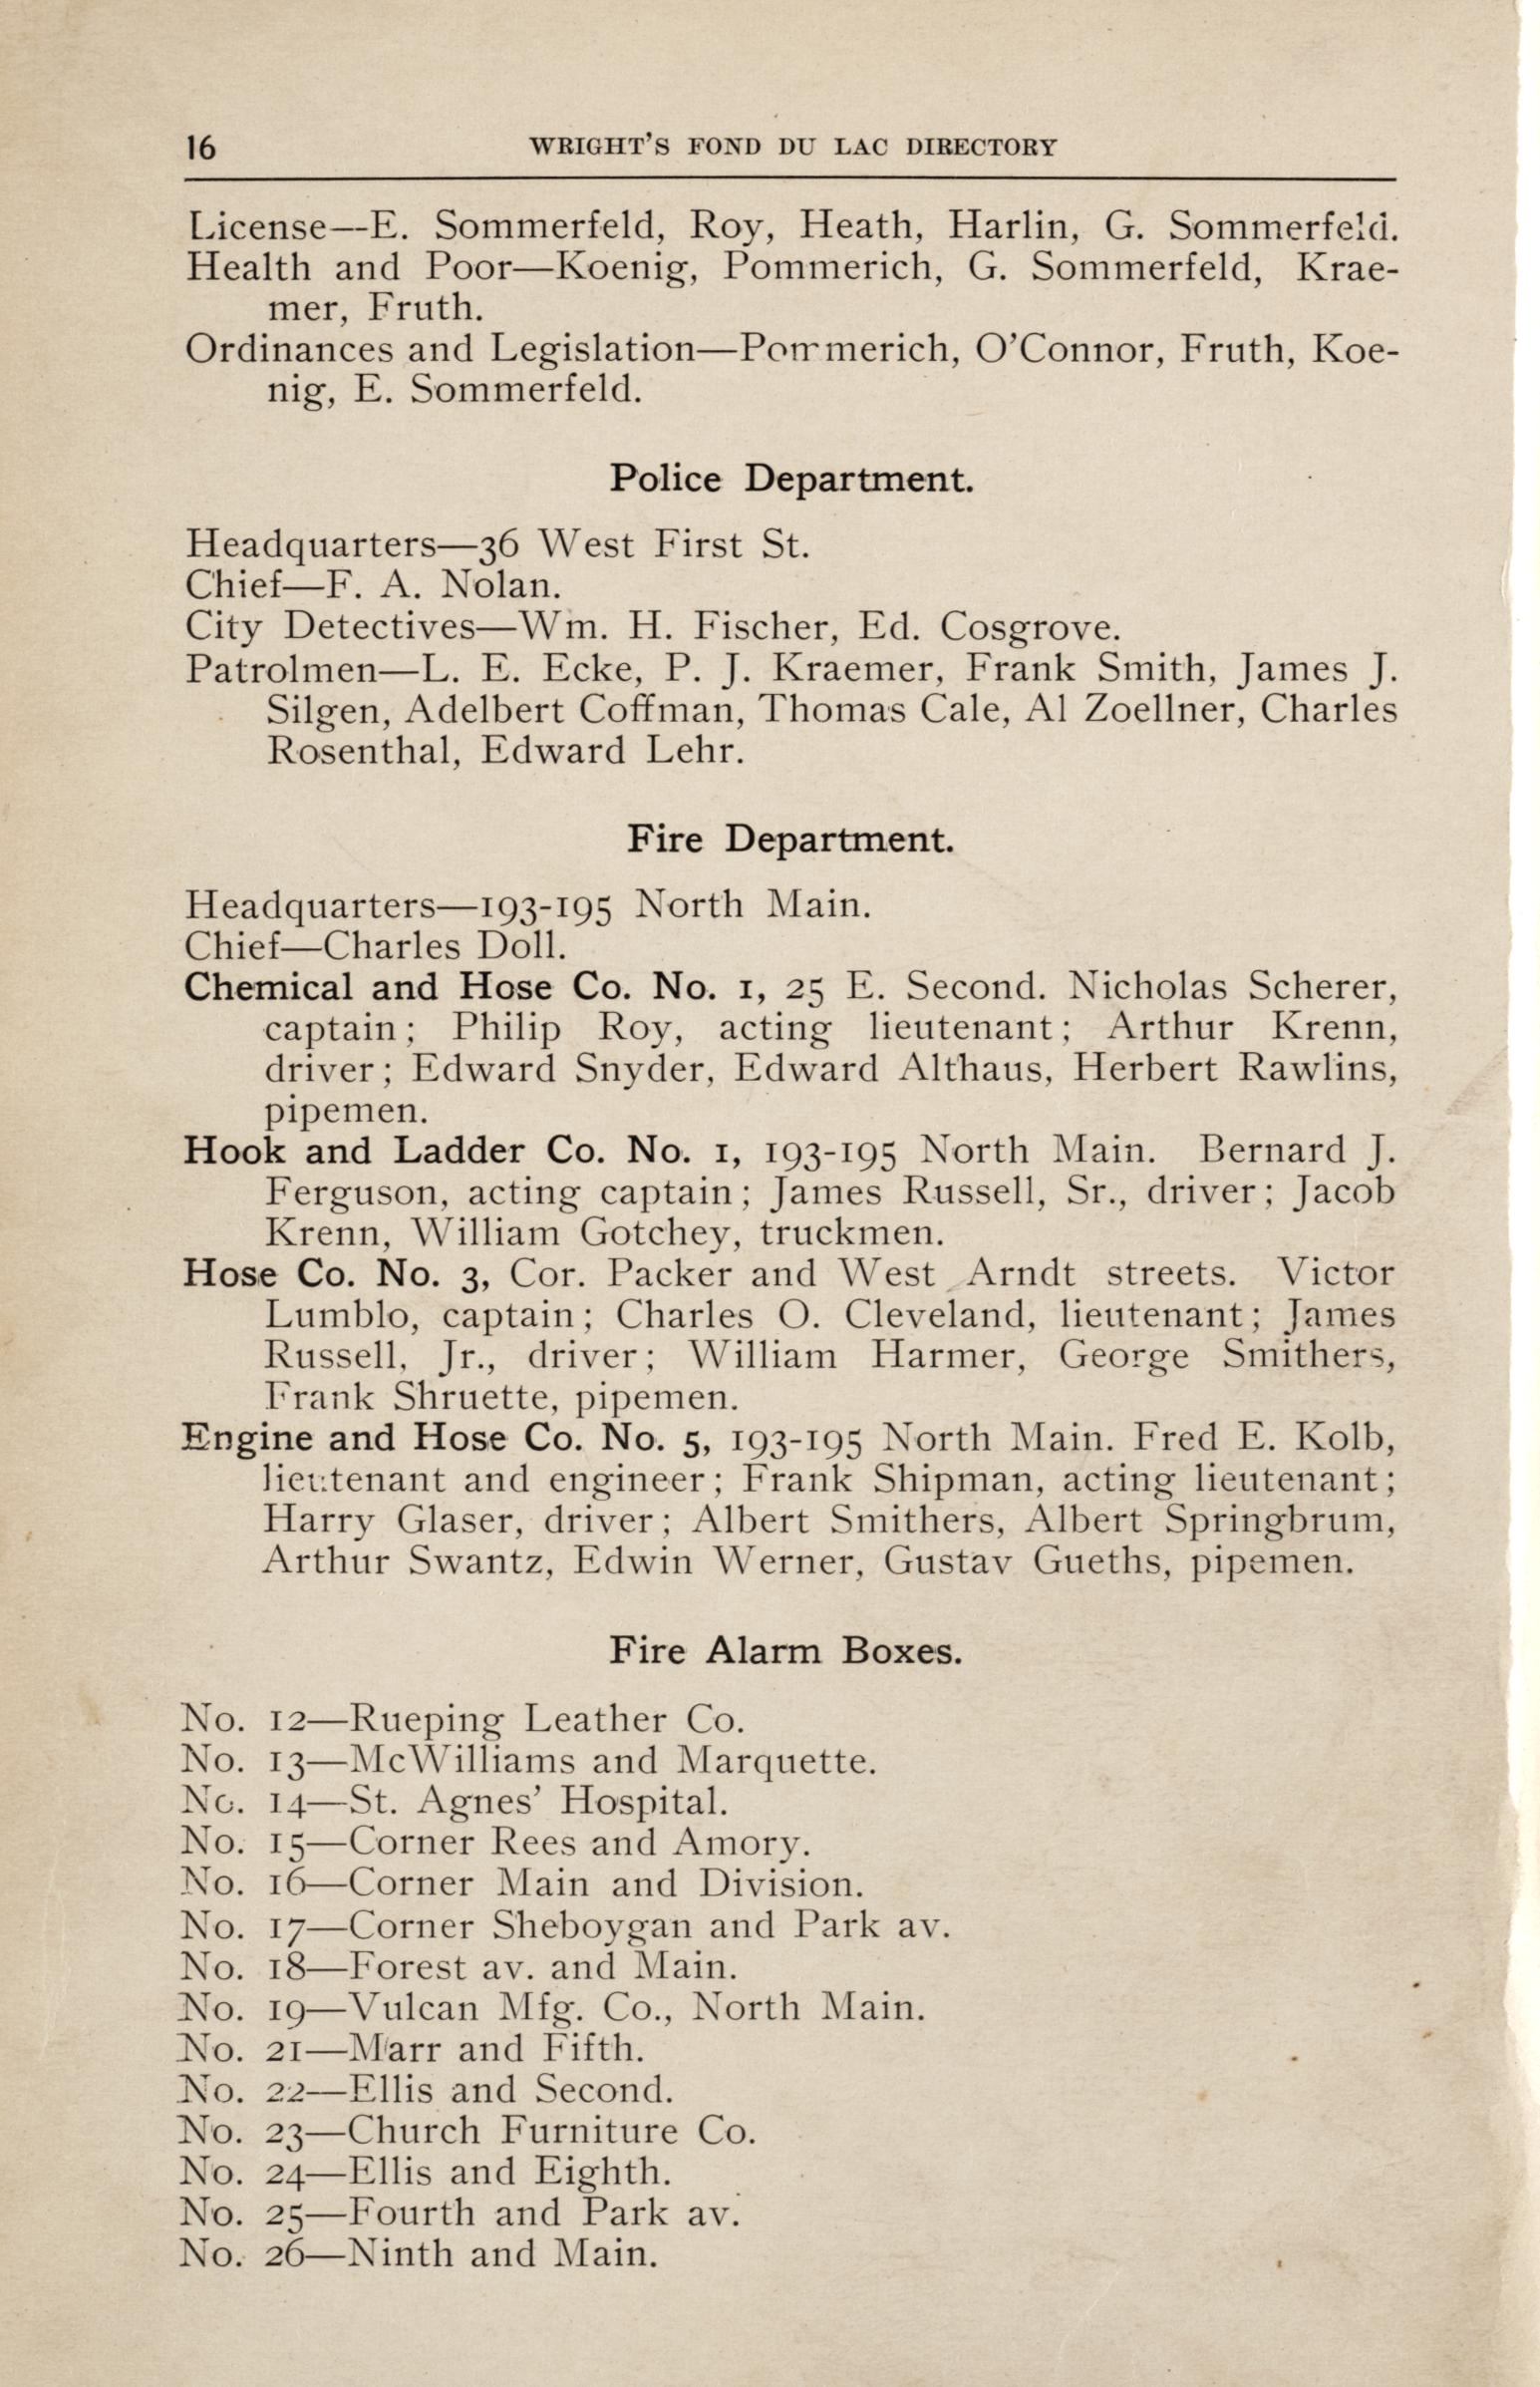 16 WRIGHT'S FOND DU LAC DIRECTORY
License—E. Sommerfeld, Roy, Heath, Harlin, G. Sommerfeld.
Health and Poor—Koenig, Pommerich, G. Sommerfeld, Krae-
mer, Fruth.
Ordinances and Legislation—Pommerich, O'Connor, Fruth, Koe-
nig, E. Sommerfeld.
Police Department.
Headquarters—36 West First St.
Chief—F. A. Nolan.
City Detectives—Wm. H. Fischer, Ed. Cosgrove.
Patrolmen—L. E. Ecke, P. J. Kraemer, Frank Smith, James J.
Silgen, Adelbert Coffman, Thomas Cale, Al Zoellner, Charles
Rosenthal, Edward Lehr.
Fire Department.
Headquarters—193-195 North Main.
Chief—Charles Doll.
Chemical and Hose Co. No. 1, 25 E. Second. Nicholas Scherer,
captain; Philip Roy, acting lieutenant; Arthur Krenn,
driver; Edward Snyder, Edward Althaus, Herbert Rawlins,
pipemen.
Hook and Ladder Co. No. 1, 193-195 North Main. Bernard J.
Ferguson, acting captain; James Russell, Sr., driver; Jacob
Krenn, William Gotchey, truckmen.
Hose Co. No. 3, Cor. Packer and West Arndt streets. Victor
Lumblo, captain; Charles O. Cleveland, lieutenant; James
Russell, Jr., driver; William Harmer, George Smithers,
Frank Shruette, pipemen.
Engine and Hose Co. No. 5, 193-195 North Main. Fred E. Kolb,
lieutenant and engineer; Frank Shipman, acting lieutenant;
Harry Glaser, driver; Albert Smithers, Albert Springbrum,
Arthur Swantz, Edwin Werner, Gustav Gueths, pipemen.
Fire Alarm Boxes.
No. 12—Rueping Leather Co.
No. 13—McWilliams and Marquette.
No. 14—St. Agnes' Hospital.
No. 15—Corner Rees and Amory.
No. 16—Corner Main and Division.
No. 17—Corner Sheboygan and Park av.
No. 18—Forest av. and Main.
No. 19—Vulcan Mfg. Co., North Main.
No. 21—Marr and Fifth.
No. 22—Ellis and Second.
No. 23—Church Furniture Co.
No. 24—Ellis and Eighth.
No. 25—Fourth and Park av.
No. 26—Ninth and Main.